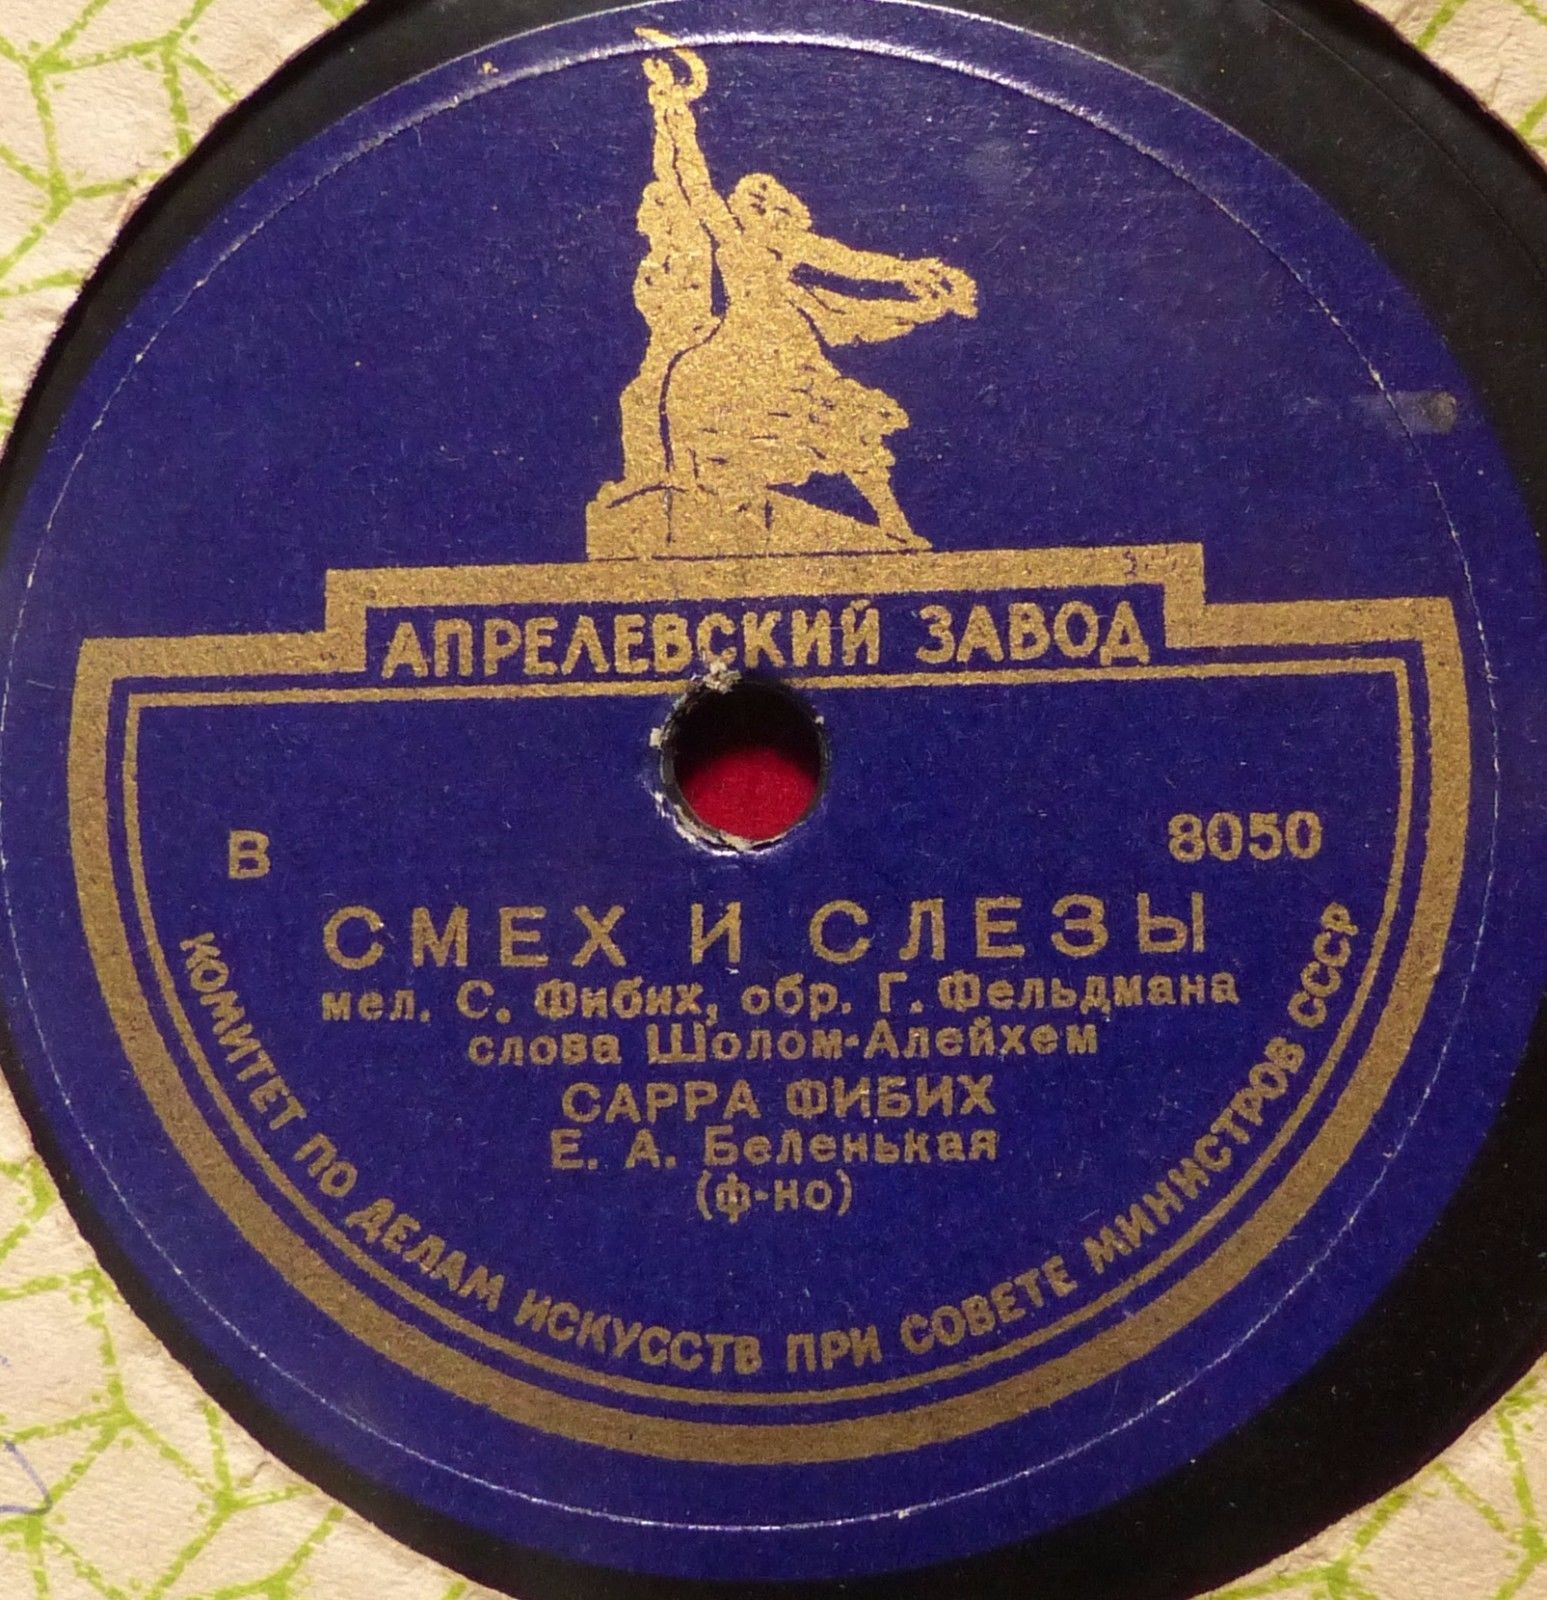 АПРЕЛЕВСКИЙ ЗАВОД
В 8050
СМЕХ И СЛЕЗЫ
мел. С. Фибих, обр. Г. Фельдмана
слова Шолом-Алейхем
САРРА ФИБИХ
Е. А. Беленькая
(ф-но)
КОМИТЕТ ПО ДЕЛАМ ИСКУССТВ ПРИ СОВЕТЕ МИНИСТРОВ СССР